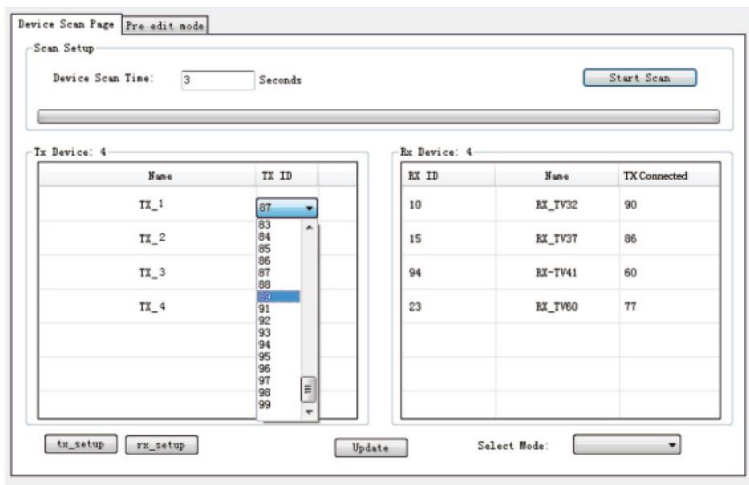 Device Scan Page Pre edit mode
Scan Setup
Device Scan Time: 3 Seconds Start Scan
Tx Device: 4 Rx Device: 4
Name TX ID RX ID Name TX Connected
TX_1 87 10 RX_TV32 90
83
84
TX_2 15 RX_TV37 86
85
86
87
TX_3 94 RX-TV41 60
88
89
TX_4 91 23 RX_TV60 77
92
93
94
95
96
97
98
99
tx_setup rx_setup Update Select Mode: